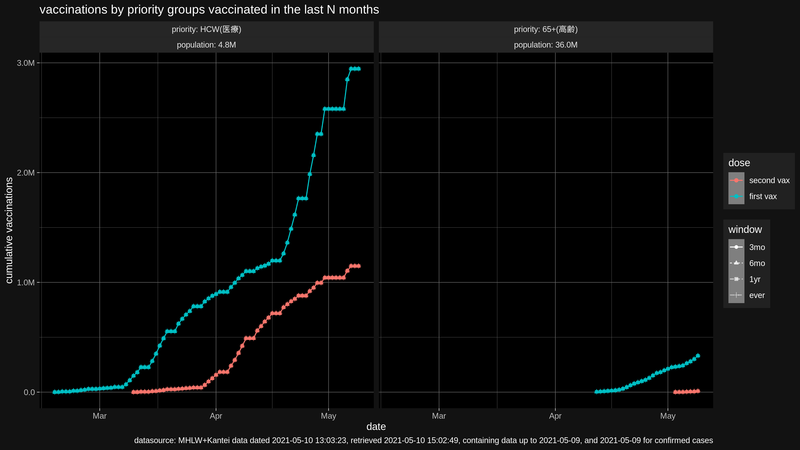 vaccinations by priority groups vaccinated in the last N months
priority: HCW(医療)
population: 4.8M
priority: 65+(高齢)
population: 36.0M
cumulative vaccinations
3.0M
2.0M
1.0M
0.0
Mar
Apr
May
Mar
Apr
May
date
dose
second vax
first vax
window
3mo
6mo
1yr
ever
datasource: MHLW+Kantei data dated 2021-05-10 13:03:23, retrieved 2021-05-10 15:02:49, containing data up to 2021-05-09, and 2021-05-09 for confirmed cases